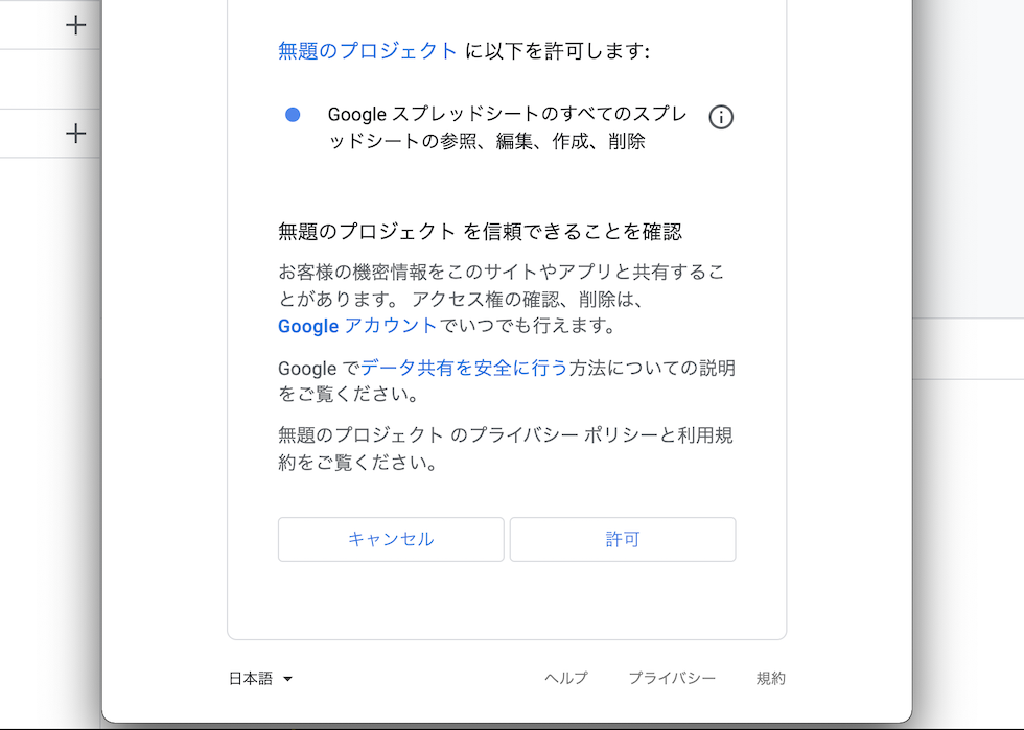 無題のプロジェクト に以下を許可します:
Google スプレッドシートのすべてのスプレ
ッドシートの参照、編集、作成、削除
無題のプロジェクト を信頼できることを確認
お客様の機密情報をこのサイトやアプリと共有するこ
とがあります。 アクセス権の確認、削除は、
Google アカウントでいつでも行えます。
Google でデータ共有を安全に行う方法についての説明
をご覧ください。
無題のプロジェクト のプライバシー ポリシーと利用規
約をご覧ください。
キャンセル 許可
日本語 ヘルプ プライバシー 規約